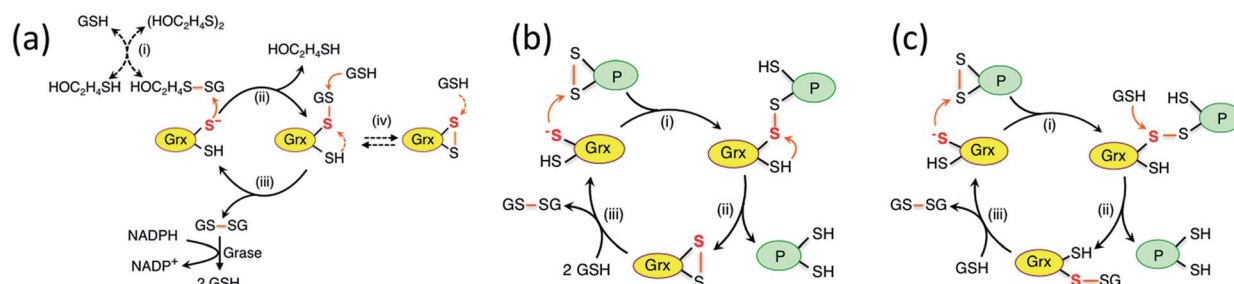 (a)
GSH
(HOC2H4S)2
(i)
HOC2H4SH
HOC2H4S–SG
HOC2H4SH
(ii)
GSH
GS
S
Grx
SH
S-
Grx
SH
(iv)
GSH
Grx
S
S
(iii)
GS–SG
NADPH
NADP+
Grase
2 GSH
(b)
S
S
P
(i)
-S
HS
Grx
HS
P
S
S
Grx
SH
(ii)
SH
P
SH
Grx
S
S
2 GSH
(iii)
GS–SG
(c)
S
S
P
(i)
-S
HS
Grx
GSH
HS
P
S–S
Grx
SH
(ii)
SH
P
SH
SH
Grx
S–SG
GSH
(iii)
GS–SG